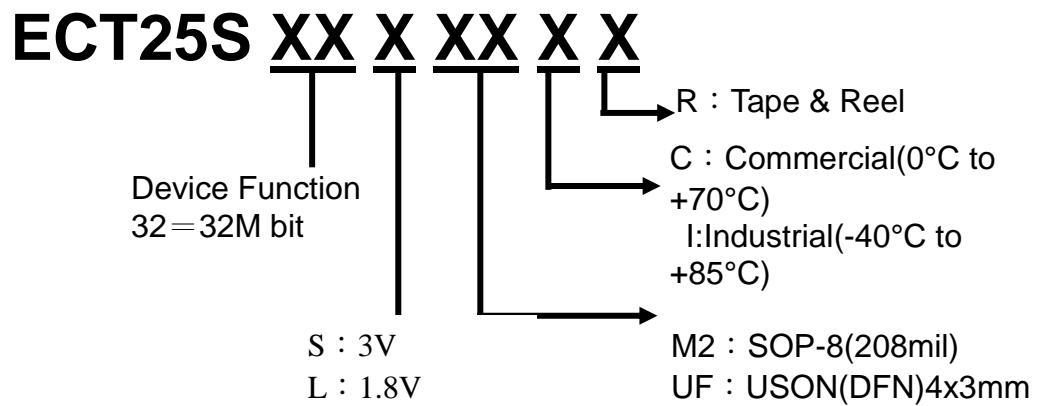 ECT25S XX X XX X X
R：Tape & Reel
C：Commercial(0°C to
+70°C)
I:Industrial(-40°C to
+85°C)
Device Function
32＝32M bit
S：3V
L：1.8V
M2：SOP-8(208mil)
UF：USON(DFN)4x3mm